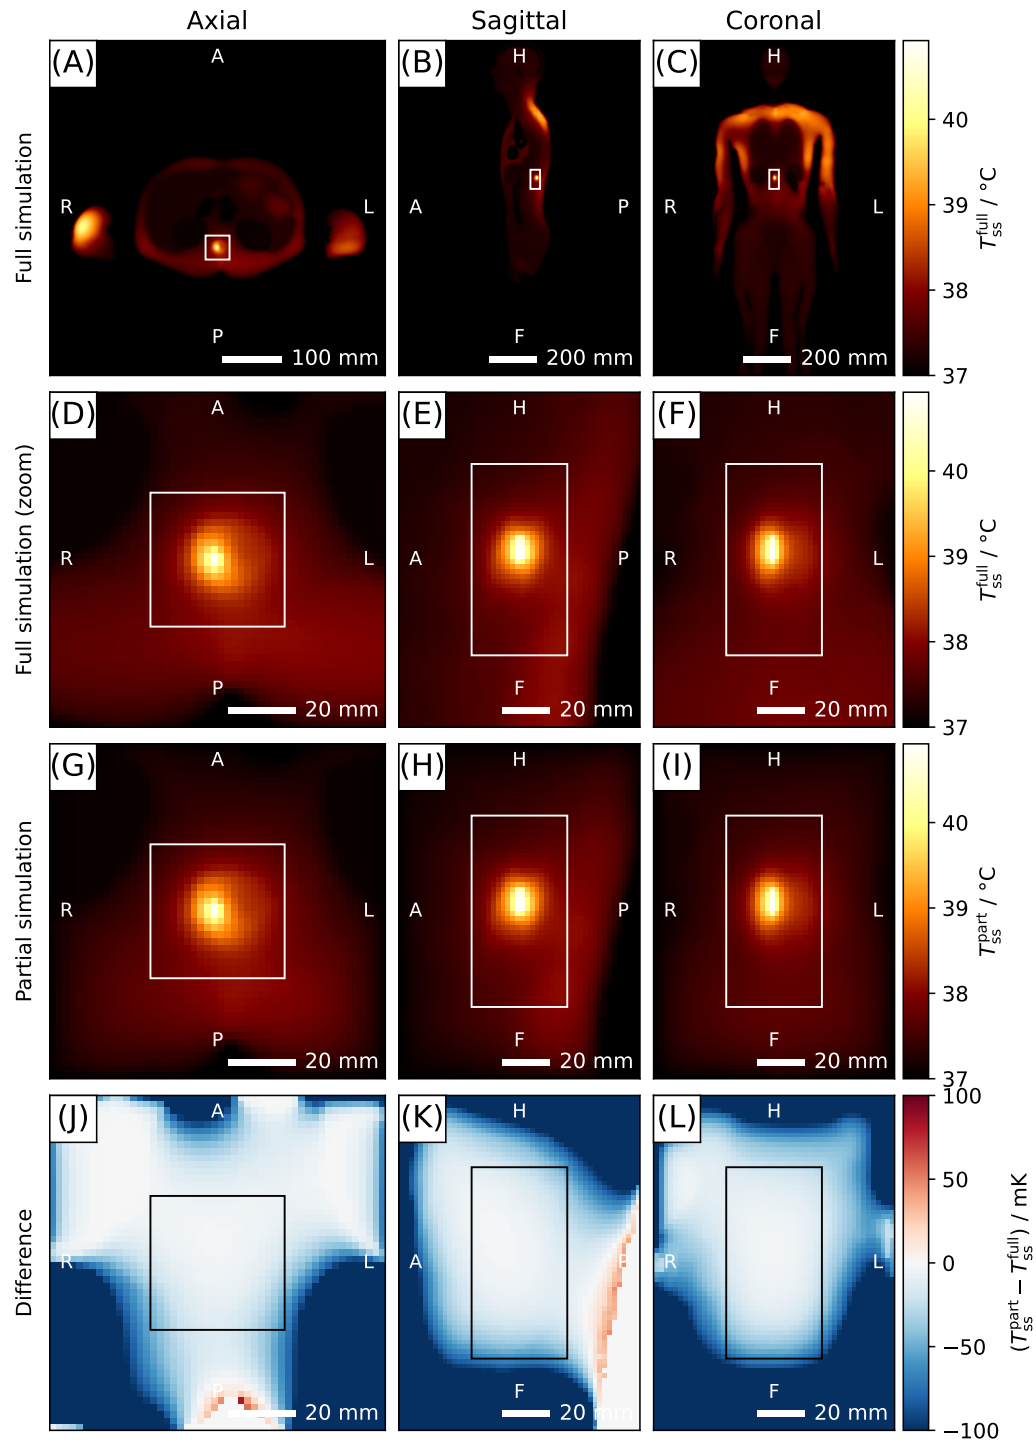 Axial
Sagittal
Coronal
Full simulation
(A)
A
R
L
P
100 mm
(B)
H
A
P
F
200 mm
(C)
H
R
L
F
200 mm
40
39
38
37
T_ss^full / °C
Full simulation (zoom)
(D)
A
R
L
P
20 mm
(E)
H
A
P
F
20 mm
(F)
H
R
L
F
20 mm
40
39
38
37
T_ss^full / °C
Partial simulation
(G)
A
R
L
P
20 mm
(H)
H
A
P
F
20 mm
(I)
H
R
L
F
20 mm
40
39
38
37
T_ss^part / °C
Difference
(J)
A
R
L
P
20 mm
(K)
H
A
P
F
20 mm
(L)
H
R
L
F
20 mm
100
50
0
−50
−100
(T_ss^part − T_ss^full) / mK